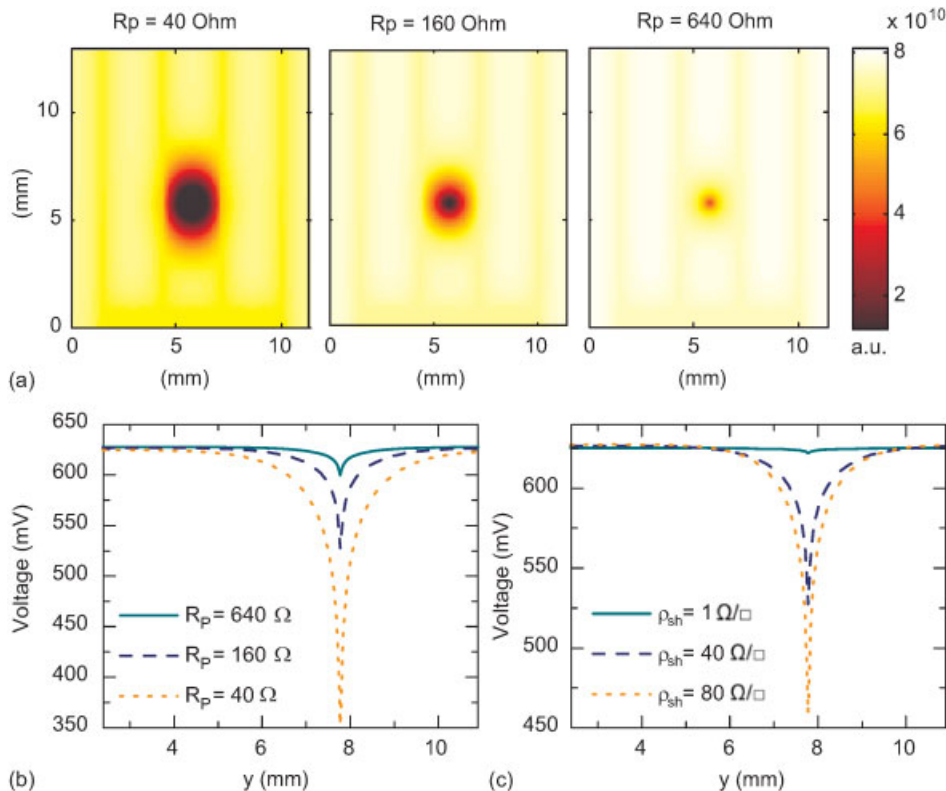 Rp = 40 Ohm
Rp = 160 Ohm
Rp = 640 Ohm
x 10¹⁰
10
5
0
(mm)
0 5 10
(mm)
0 5 10
(mm)
0 5 10
(mm)
8
6
4
2
a.u.
(a)
650
600
550
500
450
400
350
Voltage (mV)
R_P = 640 Ω
R_P = 160 Ω
R_P = 40 Ω
4 6 8 10
y (mm)
(b)
600
550
500
450
Voltage (mV)
ρ_sh = 1 Ω/□
ρ_sh = 40 Ω/□
ρ_sh = 80 Ω/□
4 6 8 10
y (mm)
(c)